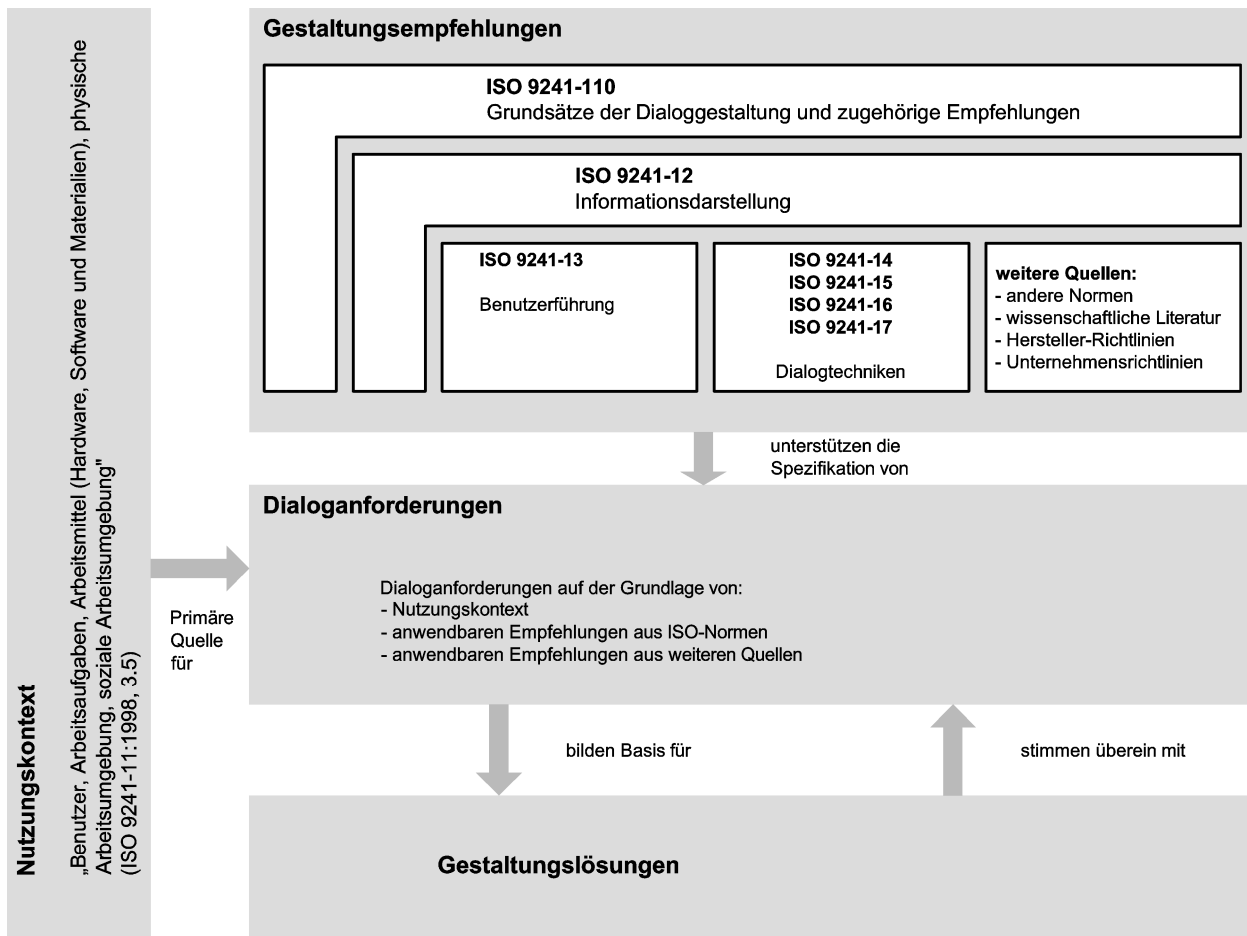 Nutzungskontext
„Benutzer, Arbeitsaufgaben, Arbeitsmittel (Hardware, Software und Materialien), physische
Arbeitsumgebung, soziale Arbeitsumgebung"
(ISO 9241-11:1998, 3.5)
Gestaltungsempfehlungen
ISO 9241-110
Grundsätze der Dialoggestaltung und zugehörige Empfehlungen
ISO 9241-12
Informationsdarstellung
ISO 9241-13
Benutzerführung
ISO 9241-14
ISO 9241-15
ISO 9241-16
ISO 9241-17
Dialogtechniken
weitere Quellen:
- andere Normen
- wissenschaftliche Literatur
- Hersteller-Richtlinien
- Unternehmensrichtlinien
unterstützen die
Spezifikation von
Primäre
Quelle
für
Dialoganforderungen
Dialoganforderungen auf der Grundlage von:
- Nutzungskontext
- anwendbaren Empfehlungen aus ISO-Normen
- anwendbaren Empfehlungen aus weiteren Quellen
bilden Basis für
stimmen überein mit
Gestaltungslösungen